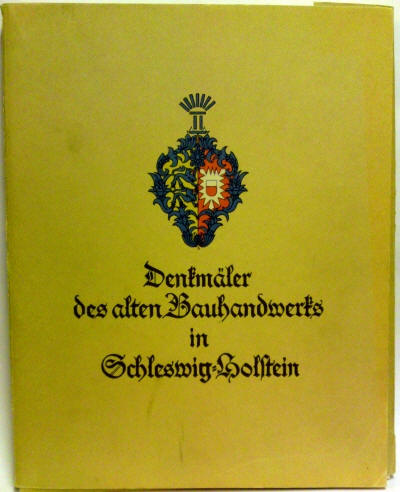 Denkmäler
des alten Bauhandwerks
in
Schleswig=Holstein